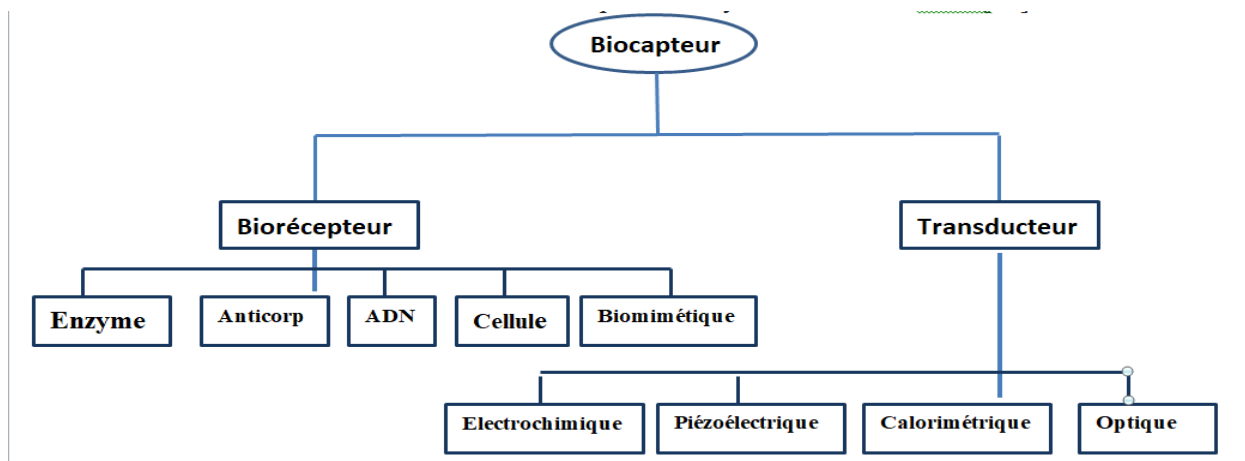 Biocapteur
Biorécepteur
Transducteur
Enzyme
Anticorp
ADN
Cellule
Biomimétique
Electrochimique
Piézoélectrique
Calorimétrique
Optique